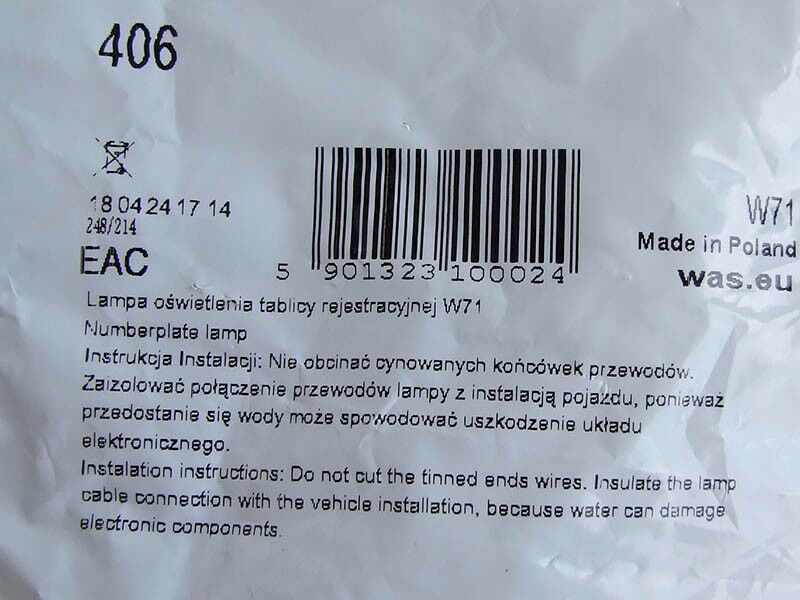 406
18 04 24 17 14
248/214
EAC
W71
Made in Poland
was.eu
5 901323 100024
Lampa oświetlenia tablicy rejestracyjnej W71
Numberplate lamp
Instrukcja Instalacji: Nie obcinać cynowanych końcówek przewodów.
Zaizolować połączenie przewodów lampy z instalacją pojazdu, ponieważ
przedostanie się wody może spowodować uszkodzenie układu
elektronicznego.
Instalation instructions: Do not cut the tinned ends wires. Insulate the lamp
cable connection with the vehicle installation, because water can damage
electronic components.